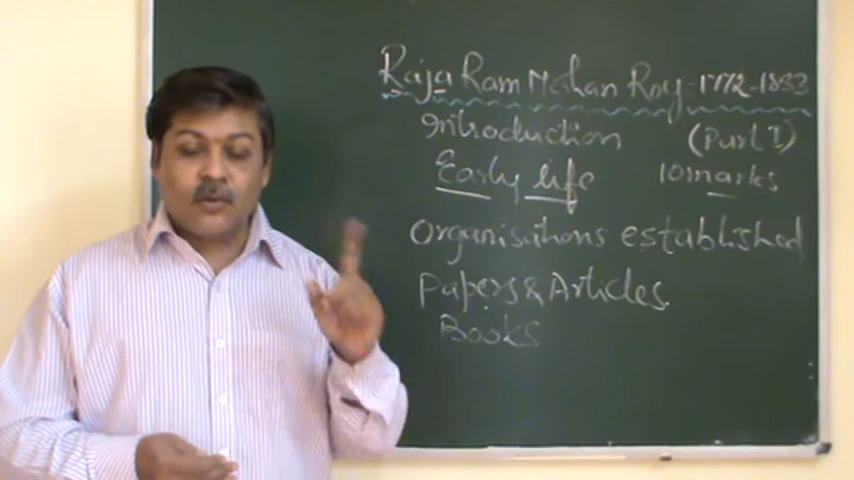 Raja Ram Mohan Roy - 1772-1833
Introduction (Part I)
Early life 10 marks
Organisations established
Papers & Articles
Books